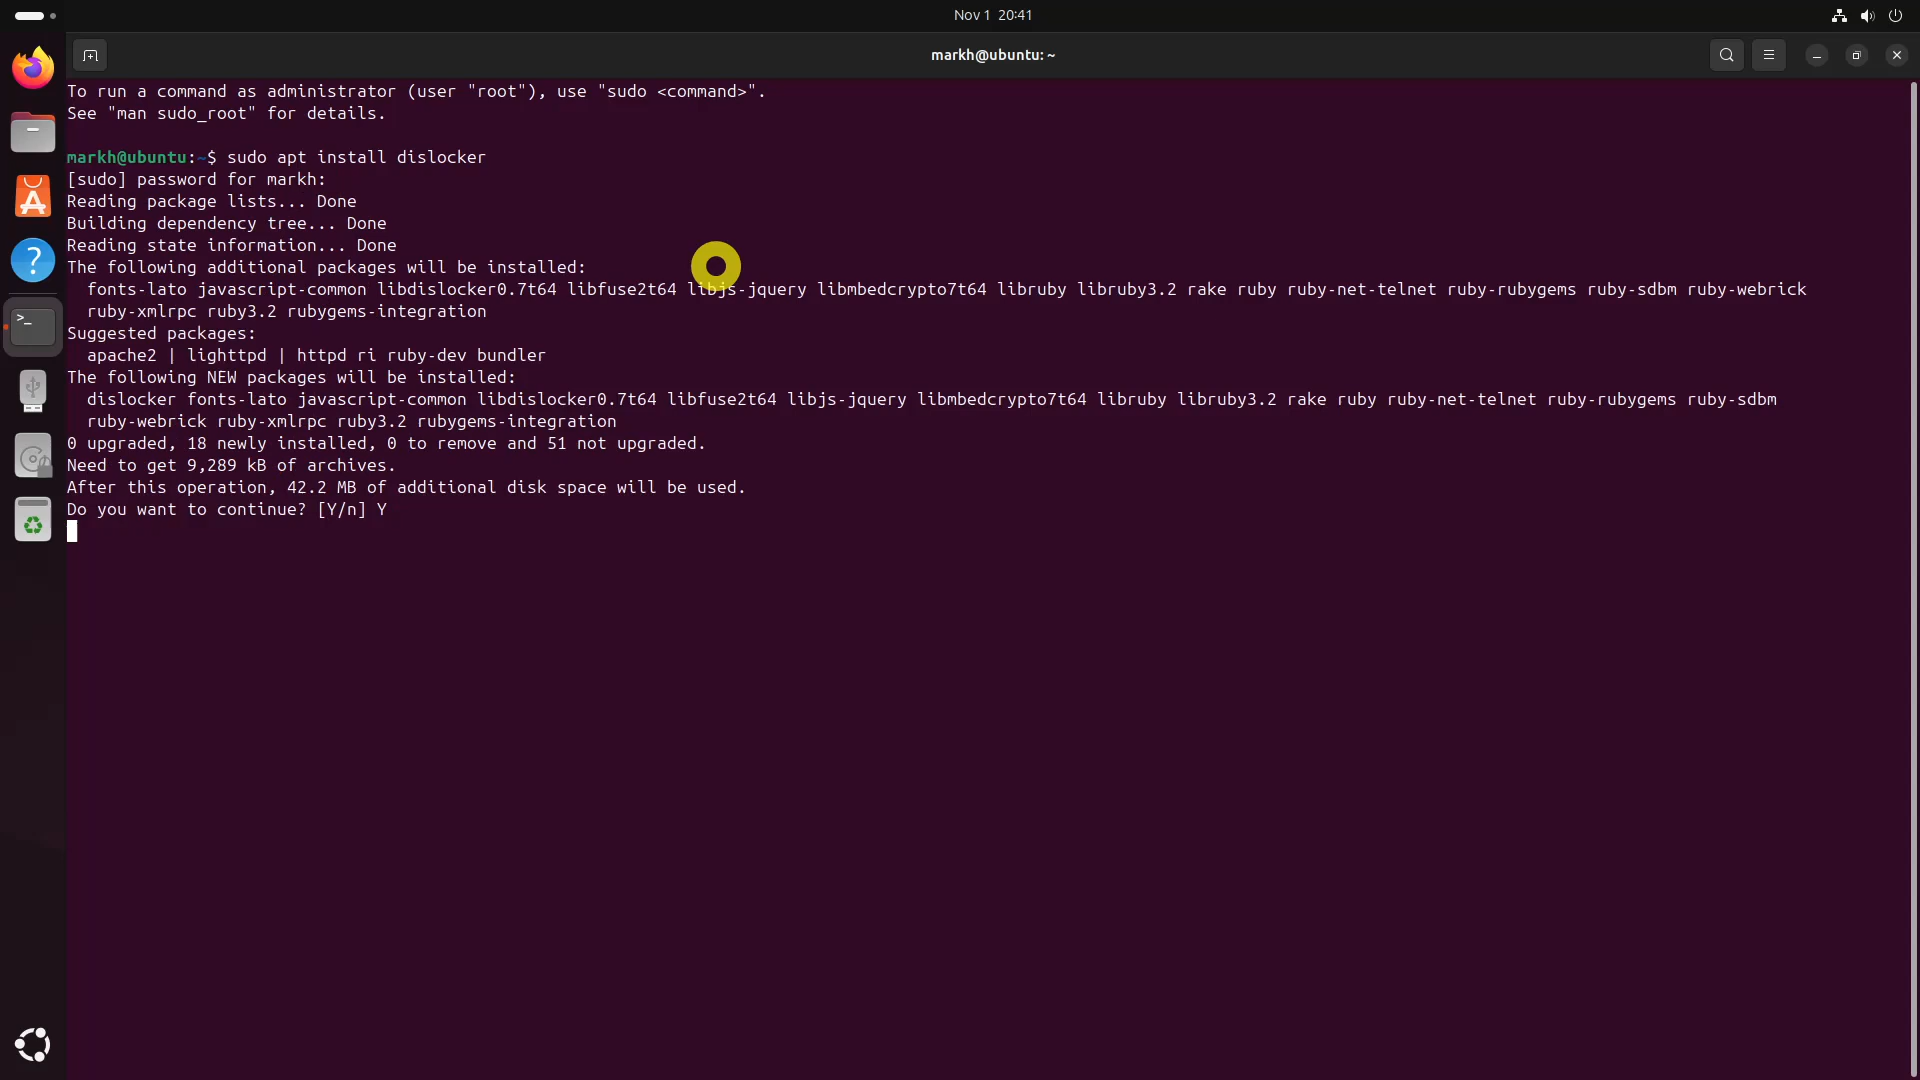 Nov 1 20:41
markh@ubuntu: ~
To run a command as administrator (user "root"), use "sudo <command>".
See "man sudo_root" for details.
markh@ubuntu:~$ sudo apt install dislocker
[sudo] password for markh:
Reading package lists... Done
Building dependency tree... Done
Reading state information... Done
The following additional packages will be installed:
fonts-lato javascript-common libdislocker0.7t64 libfuse2t64 libjs-jquery libmbedcrypto7t64 libruby libruby3.2 rake ruby ruby-net-telnet ruby-rubygems ruby-sdbm ruby-webrick
ruby-xmlrpc ruby3.2 rubygems-integration
Suggested packages:
apache2 | lighttpd | httpd ri ruby-dev bundler
The following NEW packages will be installed:
dislocker fonts-lato javascript-common libdislocker0.7t64 libfuse2t64 libjs-jquery libmbedcrypto7t64 libruby libruby3.2 rake ruby ruby-net-telnet ruby-rubygems ruby-sdbm
ruby-webrick ruby-xmlrpc ruby3.2 rubygems-integration
0 upgraded, 18 newly installed, 0 to remove and 51 not upgraded.
Need to get 9,289 kB of archives.
After this operation, 42.2 MB of additional disk space will be used.
Do you want to continue? [Y/n] Y